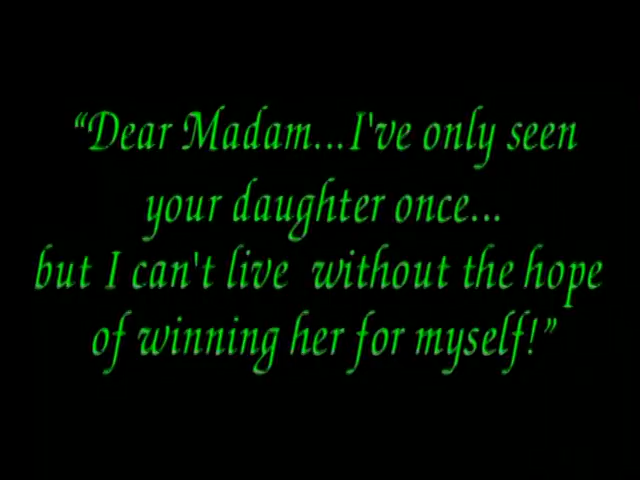 “Dear Madam...I've only seen
your daughter once...
but I can't live  without the hope
of winning her for myself!”